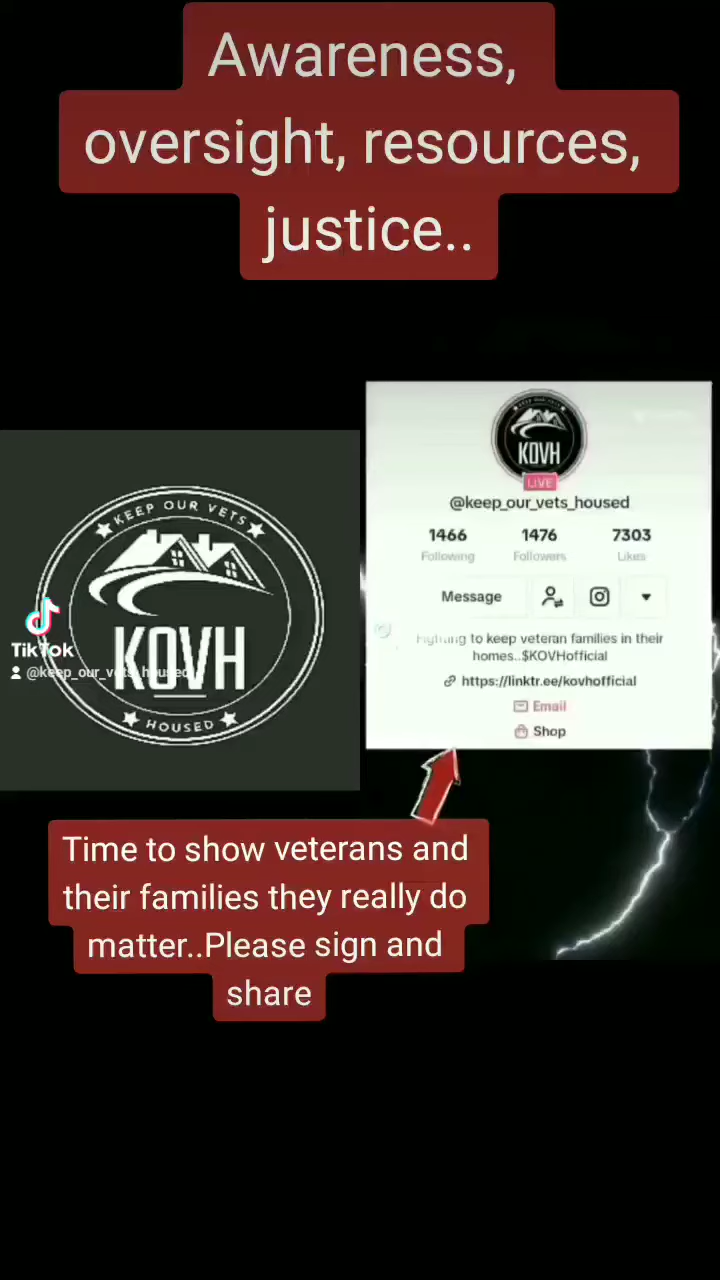 Awareness,
oversight, resources,
justice..
KEEP OUR VETS
KOVH
HOUSED
TikTok
@keep_our_vets_housed
KOVH
LIVE
@keep_our_vets_housed
1466 1476 7303
Following Followers Likes
Message
Fighting to keep veteran families in their
homes..$KOVHofficial
https://linktr.ee/kovhofficial
Email
Shop
Time to show veterans and
their families they really do
matter..Please sign and
share